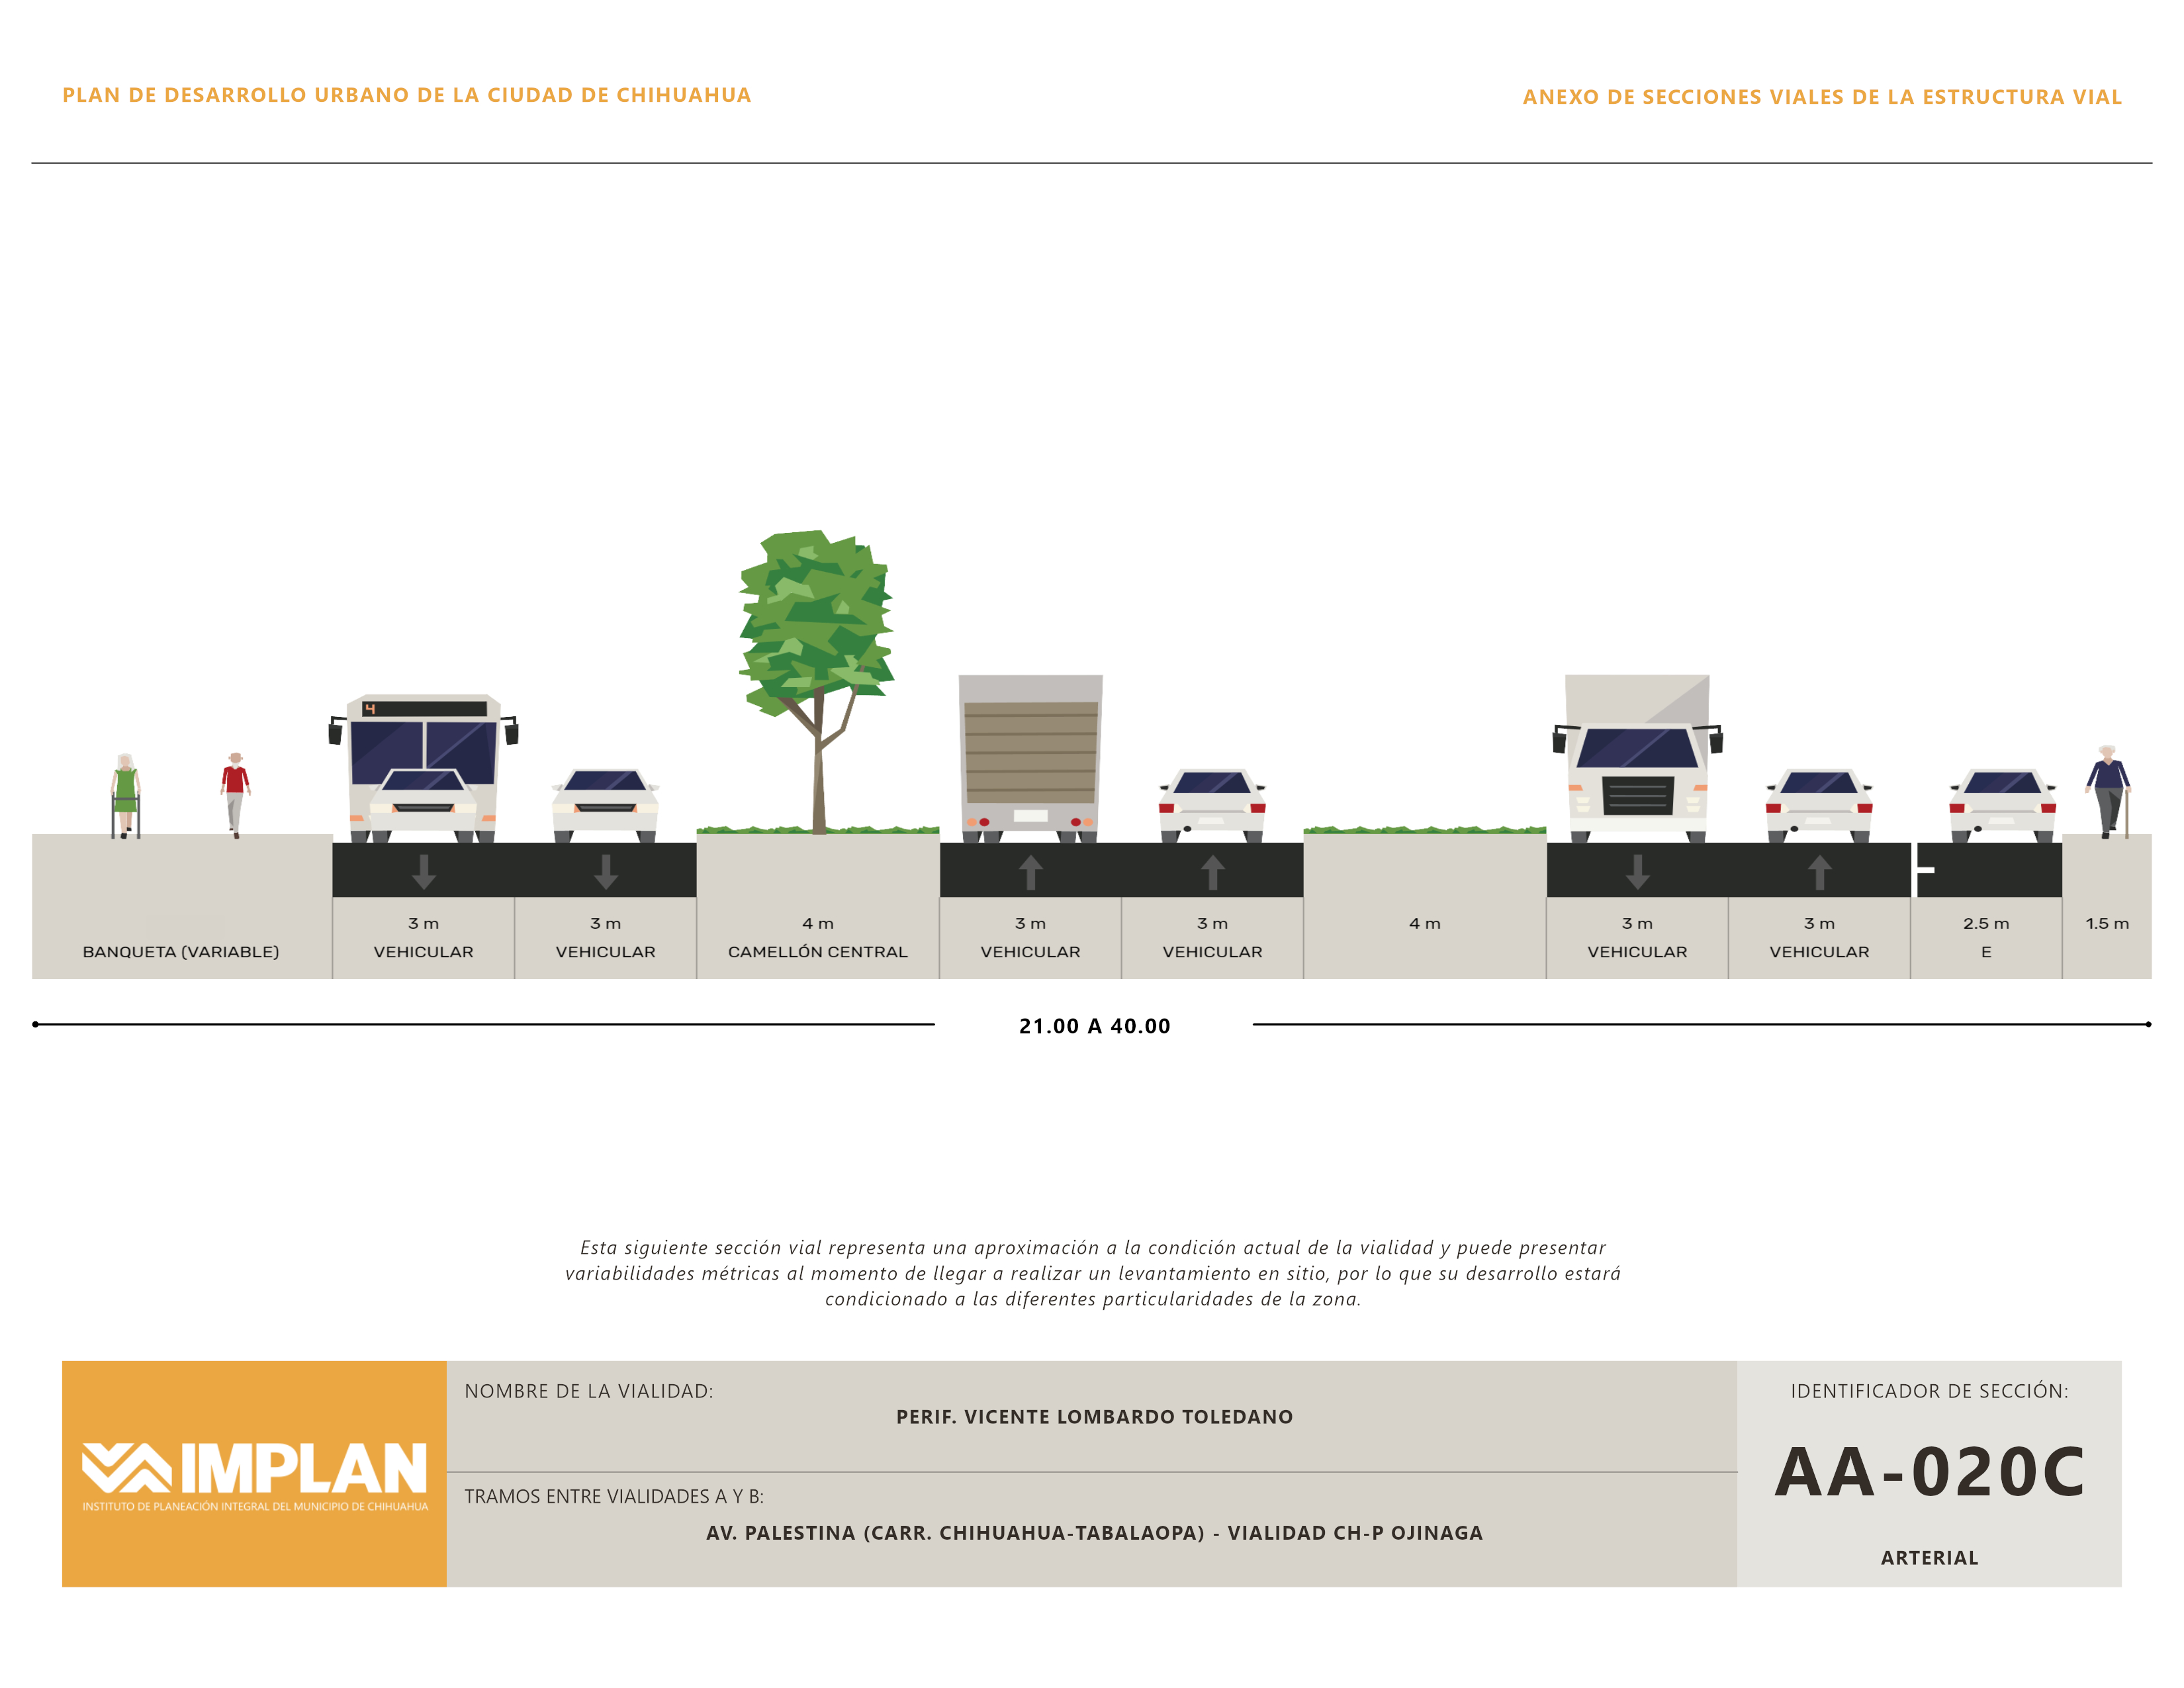 PLAN DE DESARROLLO URBANO DE LA CIUDAD DE CHIHUAHUA
ANEXO DE SECCIONES VIALES DE LA ESTRUCTURA VIAL
4
BANQUETA (VARIABLE)
3 m
VEHICULAR
3 m
VEHICULAR
4 m
CAMELLÓN CENTRAL
3 m
VEHICULAR
3 m
VEHICULAR
4 m
3 m
VEHICULAR
3 m
VEHICULAR
2.5 m
E
1.5 m
21.00 A 40.00
Esta siguiente sección vial representa una aproximación a la condición actual de la vialidad y puede presentar
variabilidades métricas al momento de llegar a realizar un levantamiento en sitio, por lo que su desarrollo estará
condicionado a las diferentes particularidades de la zona.
IMPLAN
INSTITUTO DE PLANEACIÓN INTEGRAL DEL MUNICIPIO DE CHIHUAHUA
NOMBRE DE LA VIALIDAD:
PERIF. VICENTE LOMBARDO TOLEDANO
TRAMOS ENTRE VIALIDADES A Y B:
AV. PALESTINA (CARR. CHIHUAHUA-TABALAOPA) - VIALIDAD CH-P OJINAGA
IDENTIFICADOR DE SECCIÓN:
AA-020C
ARTERIAL